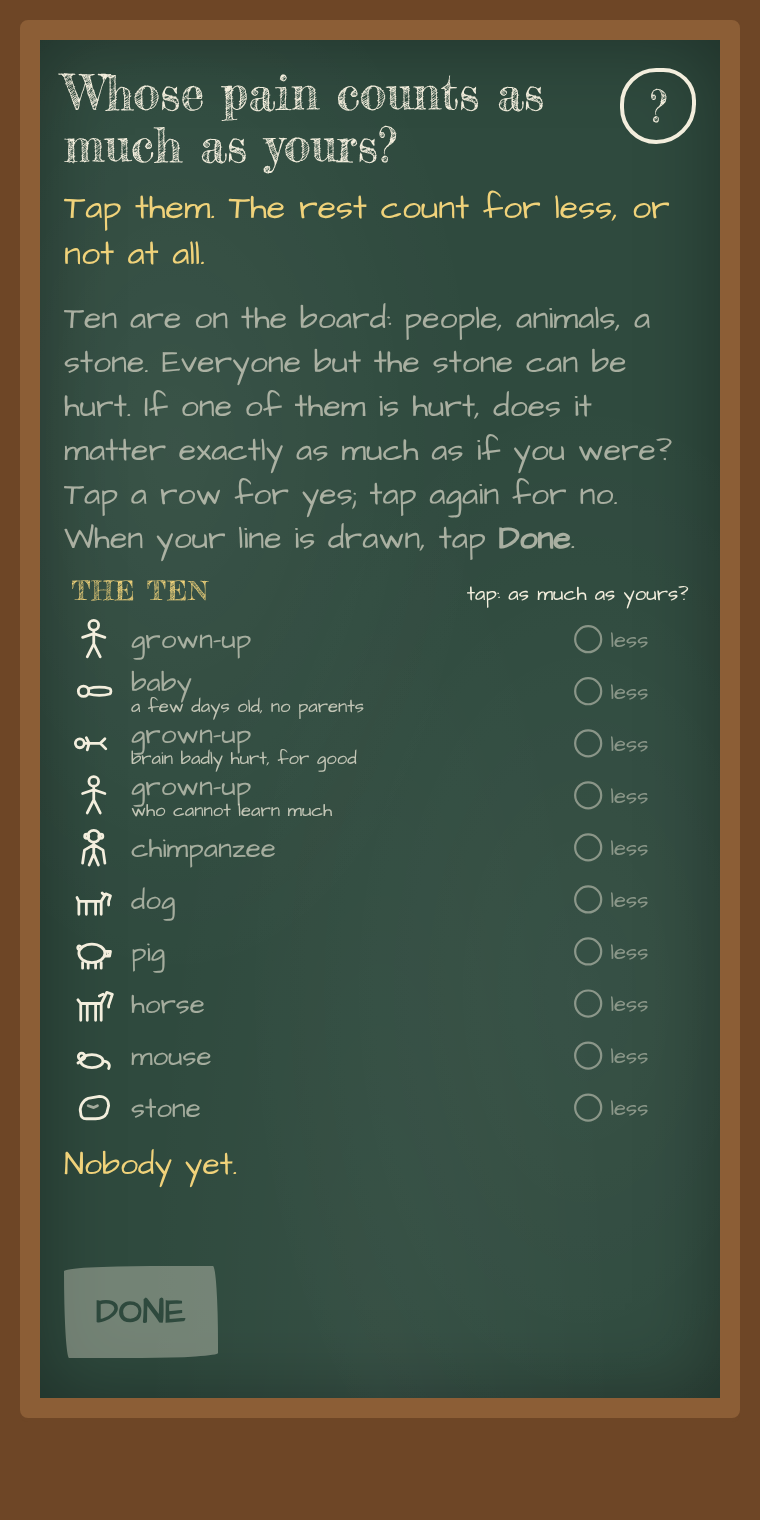 Whose pain counts as
much as yours?
?
Tap them. The rest count for less, or
not at all.
Ten are on the board: people, animals, a
stone. Everyone but the stone can be
hurt. If one of them is hurt, does it
matter exactly as much as if you were?
Tap a row for yes; tap again for no.
When your line is drawn, tap Done.
THE TEN
tap: as much as yours?
grown-up
less
baby
a few days old, no parents
less
grown-up
brain badly hurt, for good
less
grown-up
who cannot learn much
less
chimpanzee
less
dog
less
pig
less
horse
less
mouse
less
stone
less
Nobody yet.
DONE